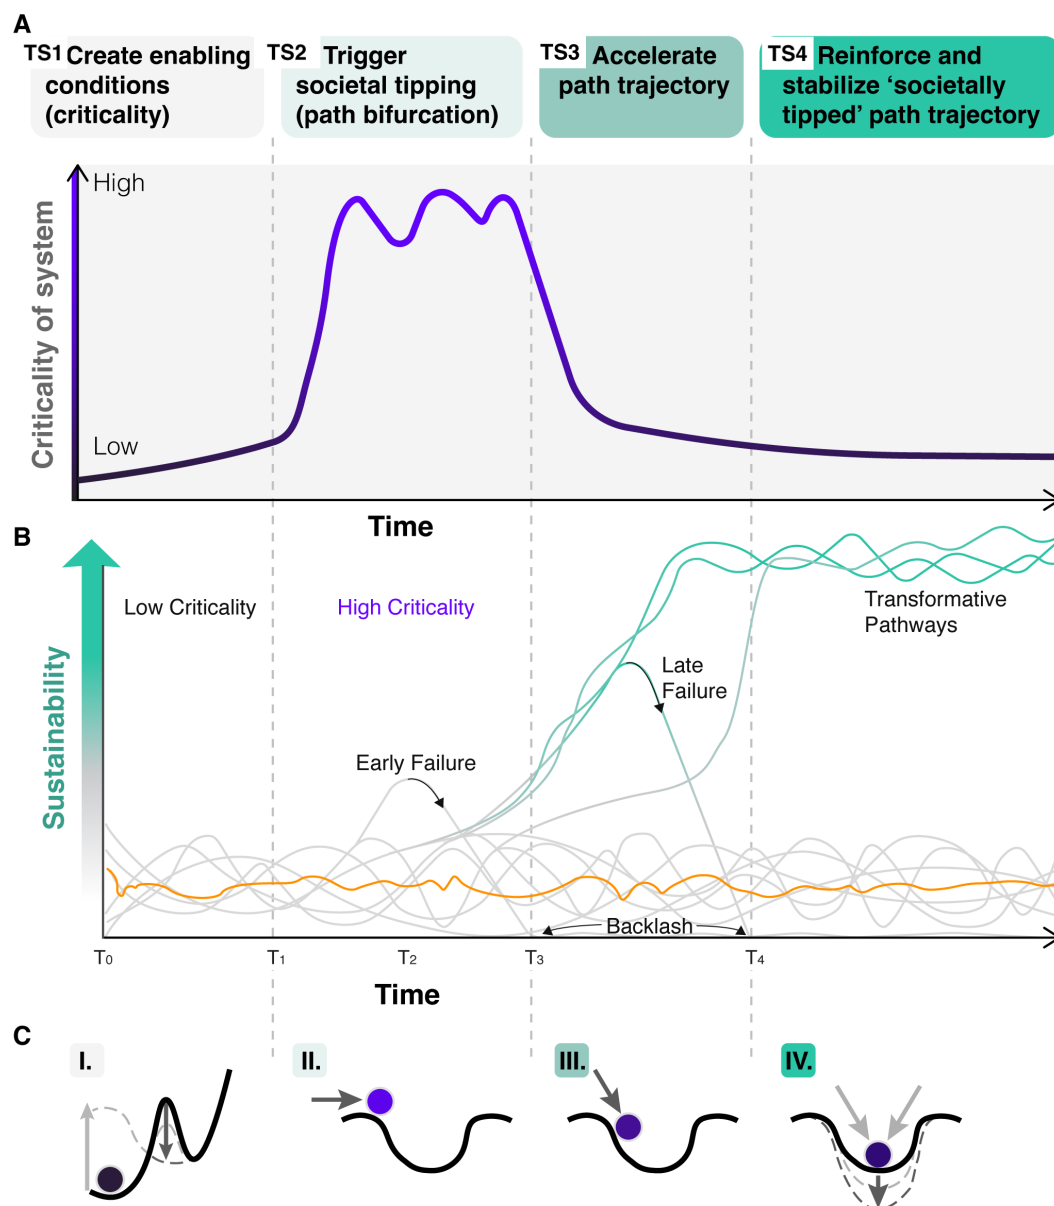 A
TS1 Create enabling
conditions
(criticality)
TS2 Trigger
societal tipping
(path bifurcation)
TS3 Accelerate
path trajectory
TS4 Reinforce and
stabilize ‘societally
tipped’ path trajectory
High
Criticality of system
Low
Time
B
Low Criticality
High Criticality
Transformative
Pathways
Sustainability
Late
Failure
Early Failure
Backlash
T0
T1
T2
T3
T4
Time
C
I.
II.
III.
IV.